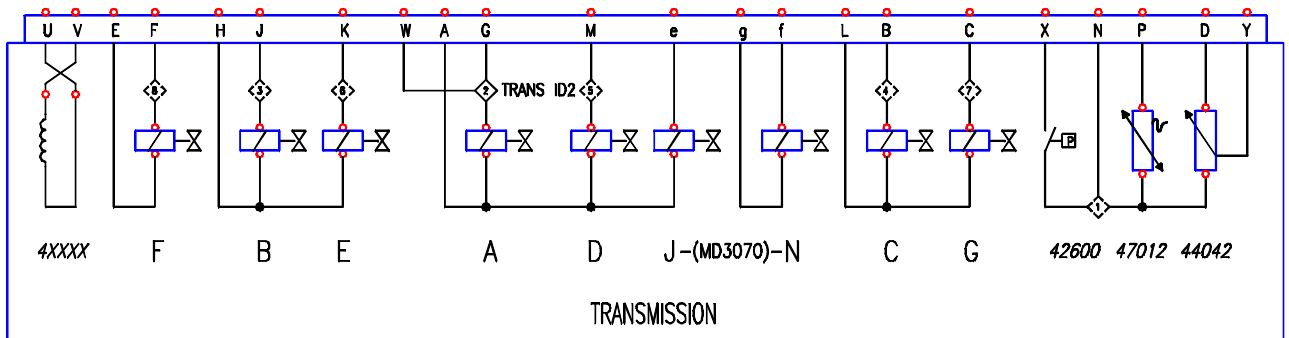 U V E F H J K W A G M e g f L B C X N P D Y
8 3 6 2 TRANS ID2 5 4 7
P
1
4XXXX F B E A D J-(MD3070)-N C G 42600 47012 44042
TRANSMISSION